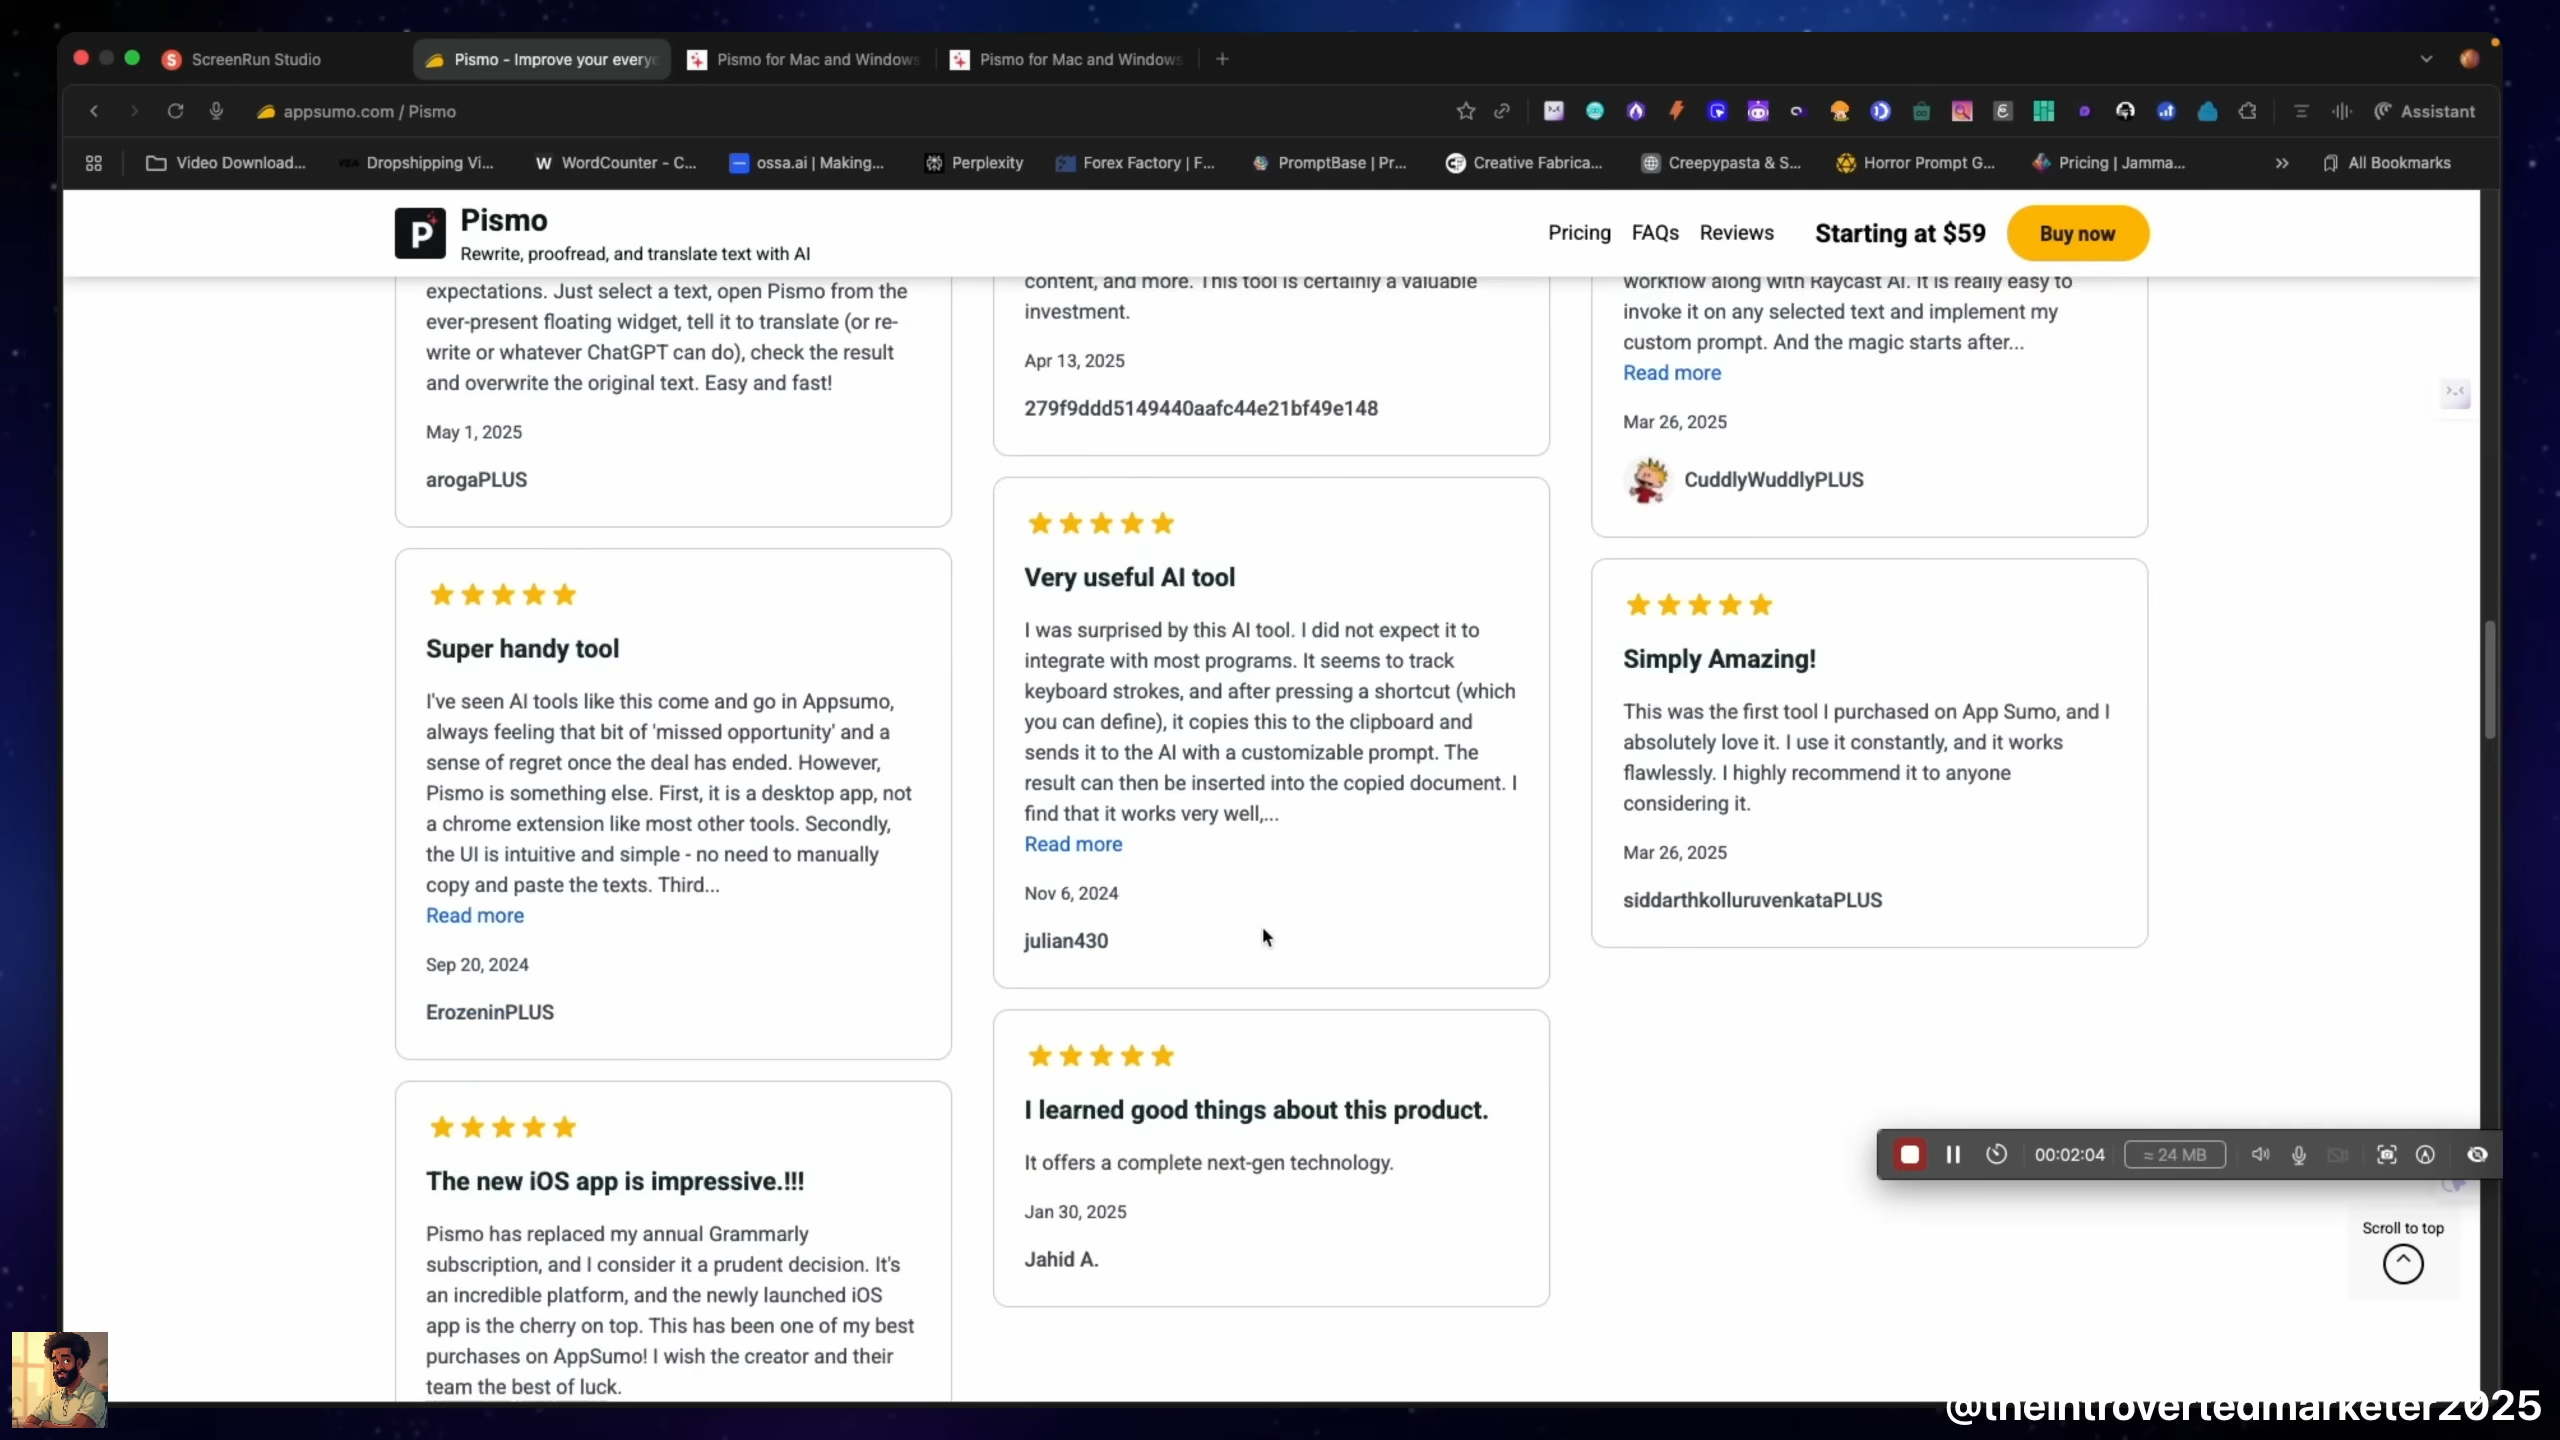 ScreenRun Studio
Pismo - Improve your every
Pismo for Mac and Windows
Pismo for Mac and Windows
appsumo.com / Pismo
Assistant
Video Download...
Dropshipping Vi...
WordCounter - C...
ossa.ai | Making...
Perplexity
Forex Factory | F...
PromptBase | Pr...
Creative Fabrica...
Creepypasta & S...
Horror Prompt G...
Pricing | Jamma...
All Bookmarks
Pismo
Rewrite, proofread, and translate text with AI
Pricing
FAQs
Reviews
Starting at $59
Buy now
expectations. Just select a text, open Pismo from the
ever-present floating widget, tell it to translate (or re-
write or whatever ChatGPT can do), check the result
and overwrite the original text. Easy and fast!
May 1, 2025
arogaPLUS
Super handy tool
I've seen AI tools like this come and go in Appsumo,
always feeling that bit of 'missed opportunity' and a
sense of regret once the deal has ended. However,
Pismo is something else. First, it is a desktop app, not
a chrome extension like most other tools. Secondly,
the UI is intuitive and simple - no need to manually
copy and paste the texts. Third...
Read more
Sep 20, 2024
ErozeninPLUS
The new iOS app is impressive.!!!
Pismo has replaced my annual Grammarly
subscription, and I consider it a prudent decision. It's
an incredible platform, and the newly launched iOS
app is the cherry on top. This has been one of my best
purchases on AppSumo! I wish the creator and their
team the best of luck.
content, and more. This tool is certainly a valuable
investment.
Apr 13, 2025
279f9ddd5149440aafc44e21bf49e148
Very useful AI tool
I was surprised by this AI tool. I did not expect it to
integrate with most programs. It seems to track
keyboard strokes, and after pressing a shortcut (which
you can define), it copies this to the clipboard and
sends it to the AI with a customizable prompt. The
result can then be inserted into the copied document. I
find that it works very well,...
Read more
Nov 6, 2024
julian430
I learned good things about this product.
It offers a complete next-gen technology.
Jan 30, 2025
Jahid A.
workflow along with Raycast AI. It is really easy to
invoke it on any selected text and implement my
custom prompt. And the magic starts after...
Read more
Mar 26, 2025
CuddlyWuddlyPLUS
Simply Amazing!
This was the first tool I purchased on App Sumo, and I
absolutely love it. I use it constantly, and it works
flawlessly. I highly recommend it to anyone
considering it.
Mar 26, 2025
siddarthkolluruvenkataPLUS
00:02:04
≈ 24 MB
Scroll to top
@theintrovertedmarketer2025